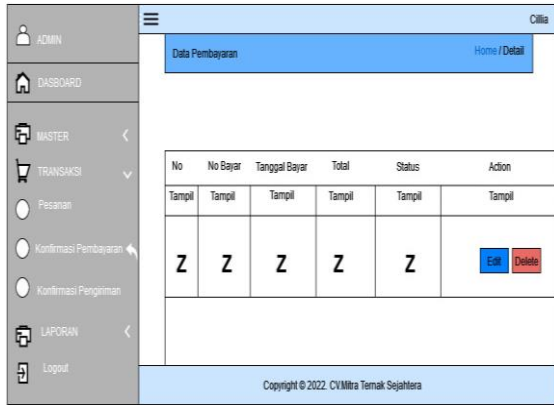 Cillia
ADMIN
Data Pembayaran
Home / Detail
DASBOARD
MASTER
TRANSAKSI
Pesanan
Konfirmasi Pembayaran
Konfirmasi Pengiriman
LAPORAN
Logout
No No Bayar Tanggal Bayar Total Status Action
Tampil Tampil Tampil Tampil Tampil Tampil
Z Z Z Z Z Edit Delete
Copyright © 2022. CV.Mitra Ternak Sejahtera